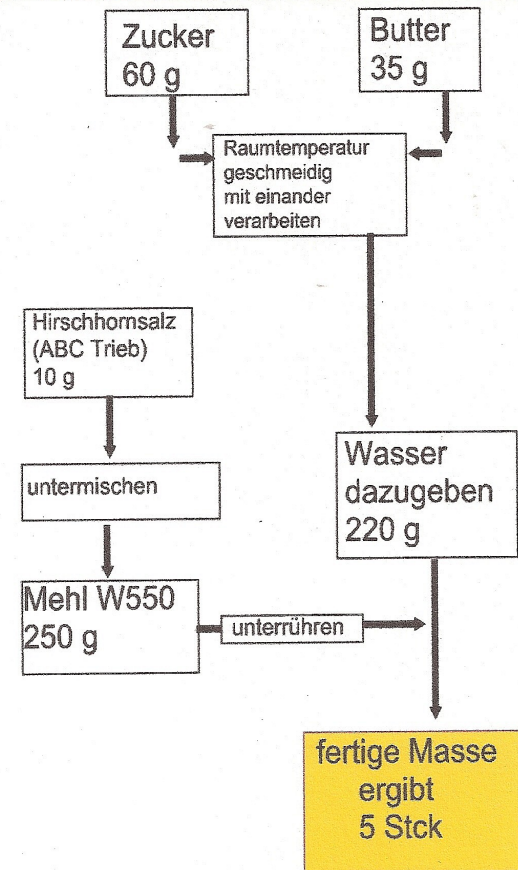 Zucker
60 g
Butter
35 g
Raumtemperatur
geschmeidig
mit einander
verarbeiten
Hirschhornsalz
(ABC Trieb)
10 g
untermischen
Wasser
dazugeben
220 g
Mehl W550
250 g
unterrühren
fertige Masse
ergibt
5 Stck